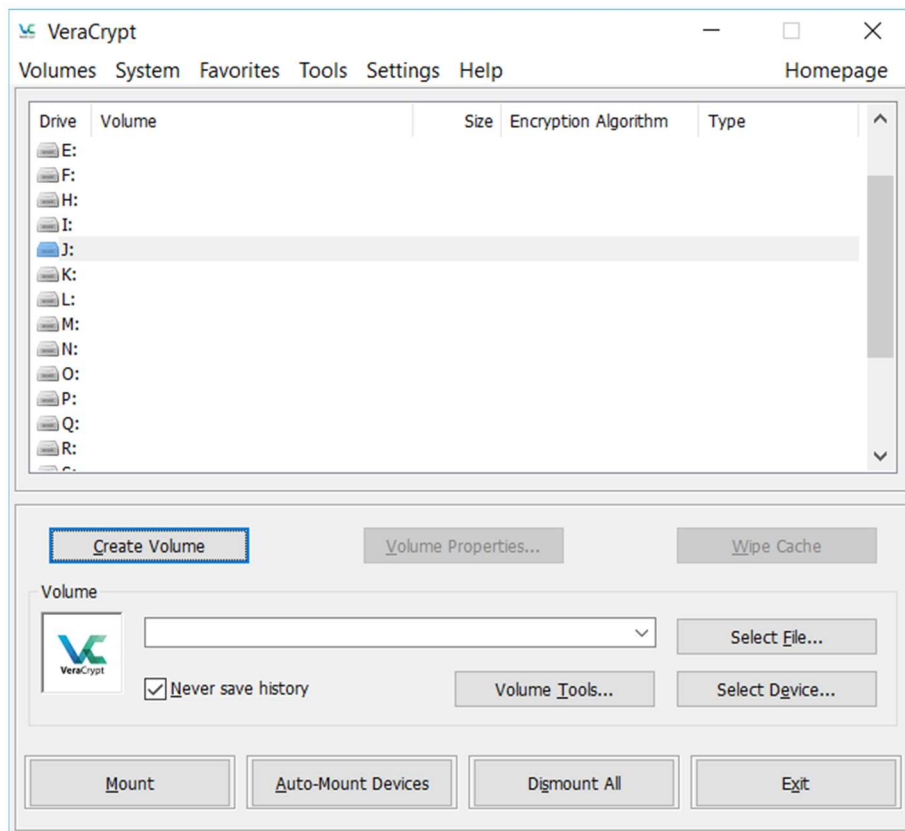 VeraCrypt
Volumes System Favorites Tools Settings Help Homepage
Drive Volume Size Encryption Algorithm Type
E:
F:
H:
I:
J:
K:
L:
M:
N:
O:
P:
Q:
R:
Create Volume Volume Properties... Wipe Cache
Volume
VeraCrypt
Select File...
Never save history Volume Tools... Select Device...
Mount Auto-Mount Devices Dismount All Exit